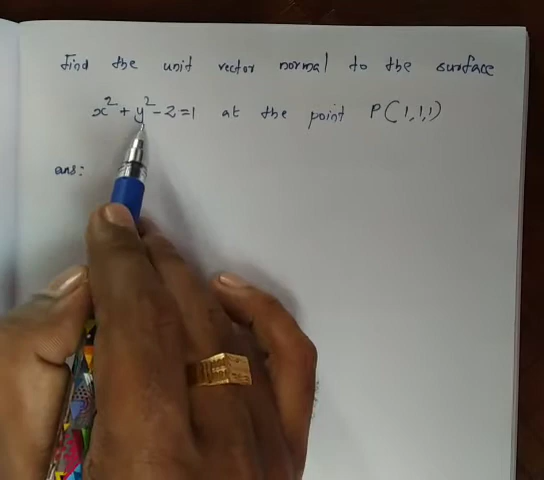 Find the unit vector normal to the surface
x² + y² - z = 1 at the point P(1,1,1)
ans: